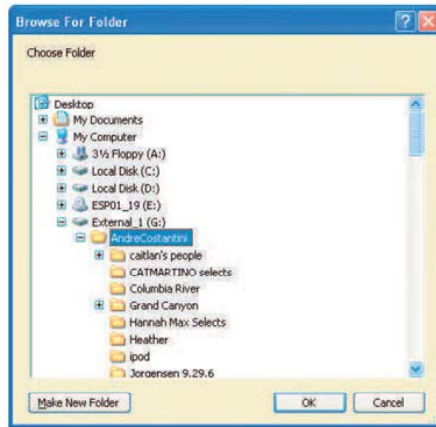 Browse For Folder
Choose Folder
Desktop
My Documents
My Computer
3½ Floppy (A:)
Local Disk (C:)
Local Disk (D:)
ESP01_19 (E:)
External_1 (G:)
AndreCostantini
caitlan's people
CATMARTINO selects
Columbia River
Grand Canyon
Hannah Max Selects
Heather
ipod
Jorgensen 9.29.6
Make New Folder
OK
Cancel